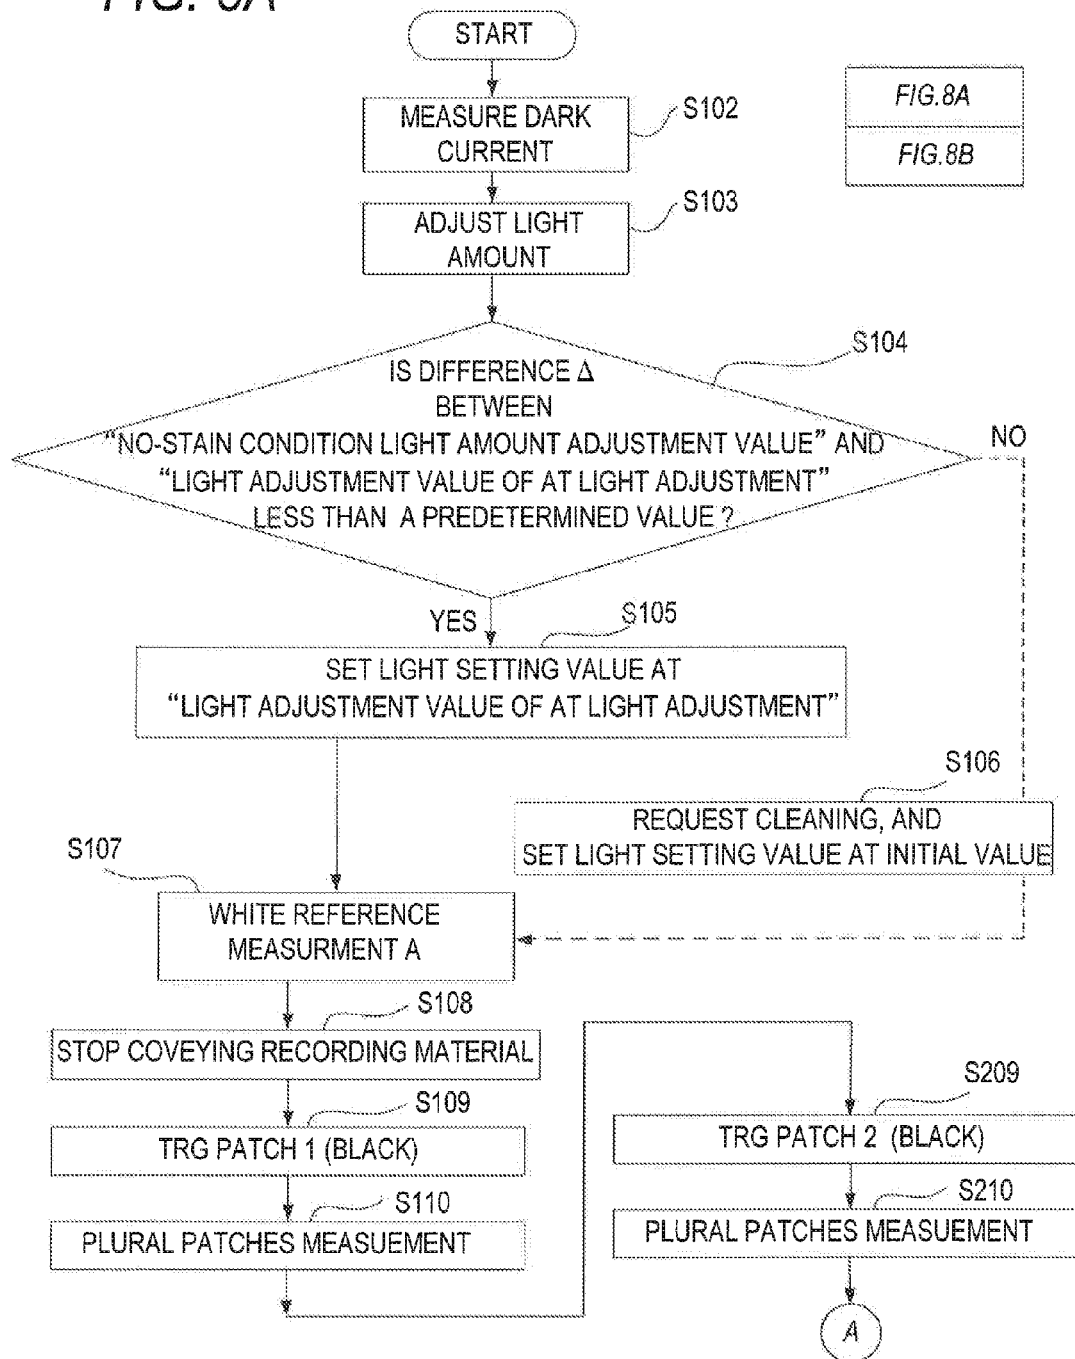 FIG. 8A
START
FIG.8A
FIG.8B
MEASURE DARK
CURRENT
S102
ADJUST LIGHT
AMOUNT
S103
S104
IS DIFFERENCE Δ
BETWEEN
“NO-STAIN CONDITION LIGHT AMOUNT ADJUSTMENT VALUE” AND
“LIGHT ADJUSTMENT VALUE OF AT LIGHT ADJUSTMENT”
LESS THAN A PREDETERMINED VALUE ?
NO
YES
S105
SET LIGHT SETTING VALUE AT
“LIGHT ADJUSTMENT VALUE OF AT LIGHT ADJUSTMENT”
S106
REQUEST CLEANING, AND
SET LIGHT SETTING VALUE AT INITIAL VALUE
S107
WHITE REFERENCE
MEASURMENT A
S108
STOP COVEYING RECORDING MATERIAL
S109
TRG PATCH 1 (BLACK)
S110
PLURAL PATCHES MEASUEMENT
S209
TRG PATCH 2 (BLACK)
S210
PLURAL PATCHES MEASUEMENT
A